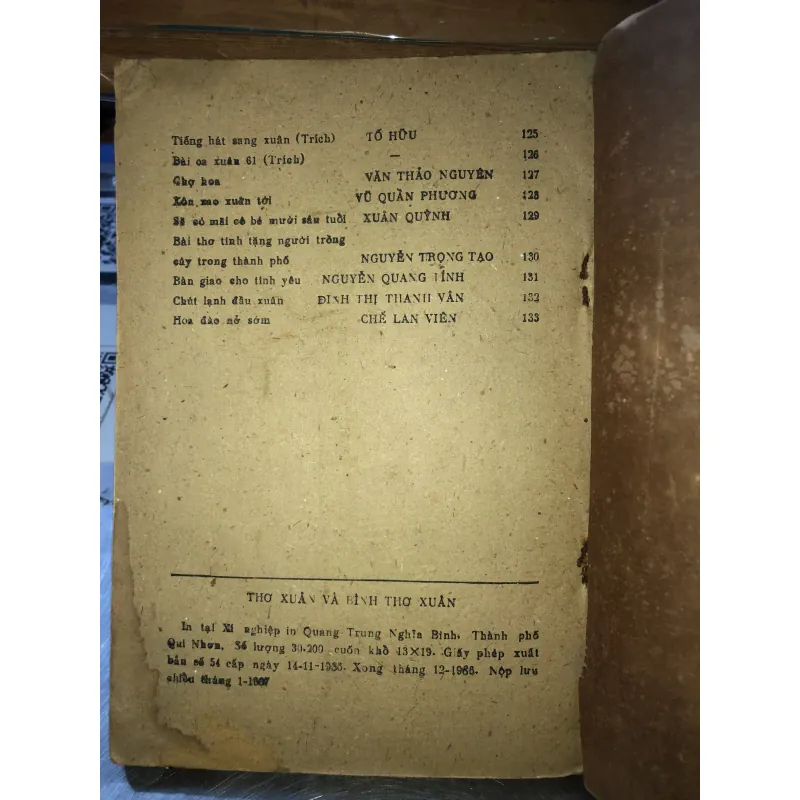 Tiếng hát sang xuân (Trích) TỐ HỮU 125
Bài ca xuân 61 (Trích) — 126
Chợ hoa VĂN THẢO NGUYÊN 127
Xôn xao xuân tới VŨ QUẦN PHƯƠNG 128
Sẽ có mãi cô bé mười sáu tuổi XUÂN QUỲNH 129
Bài thơ tình tặng người trồng
cây trong thành phố NGUYỄN TRỌNG TẠO 130
Bàn giao cho tình yêu NGUYỄN QUANG TÍNH 131
Chút lạnh đầu xuân ĐINH THỊ THANH VÂN 132
Hoa đào nở sớm CHẾ LAN VIÊN 133
THƠ XUÂN VÀ BÌNH THƠ XUÂN
In tại Xí nghiệp in Quang Trung Nghĩa Bình. Thành phố
Qui Nhơn. Số lượng 30.200 cuốn khổ 13×19. Giấy phép xuất
bản số 54 cấp ngày 14-11-1986. Xong tháng 12-1986. Nộp lưu
chiểu tháng 1-1987